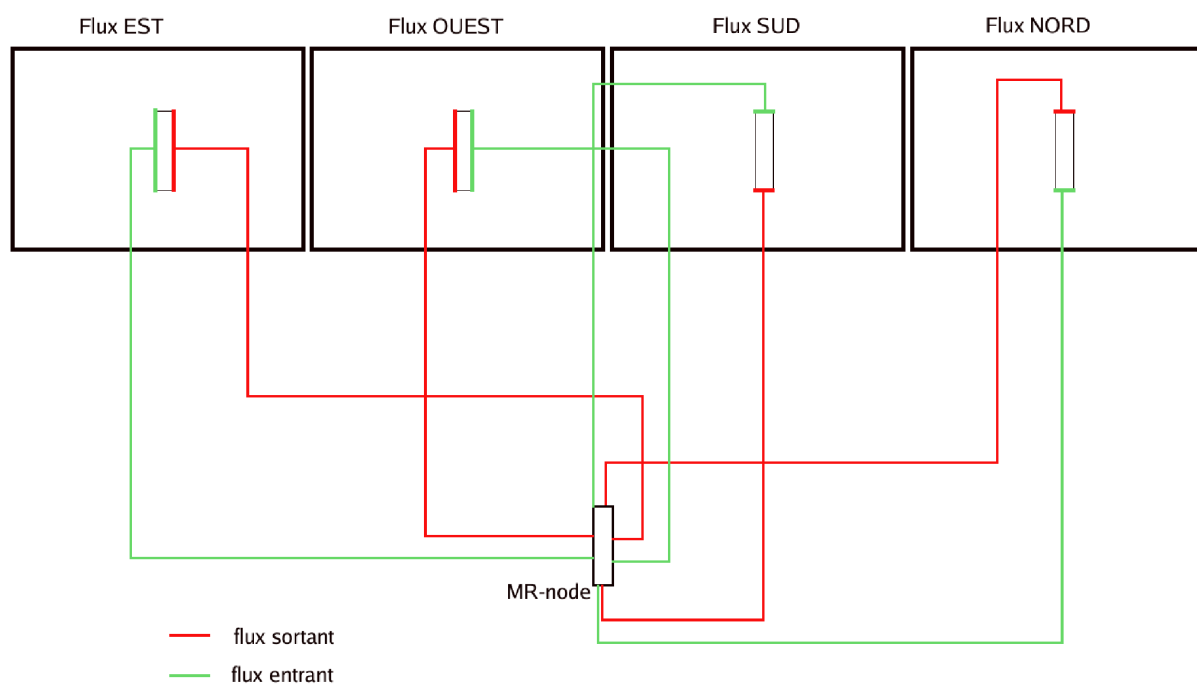 Flux EST
Flux OUEST
Flux SUD
Flux NORD
MR-node
flux sortant
flux entrant